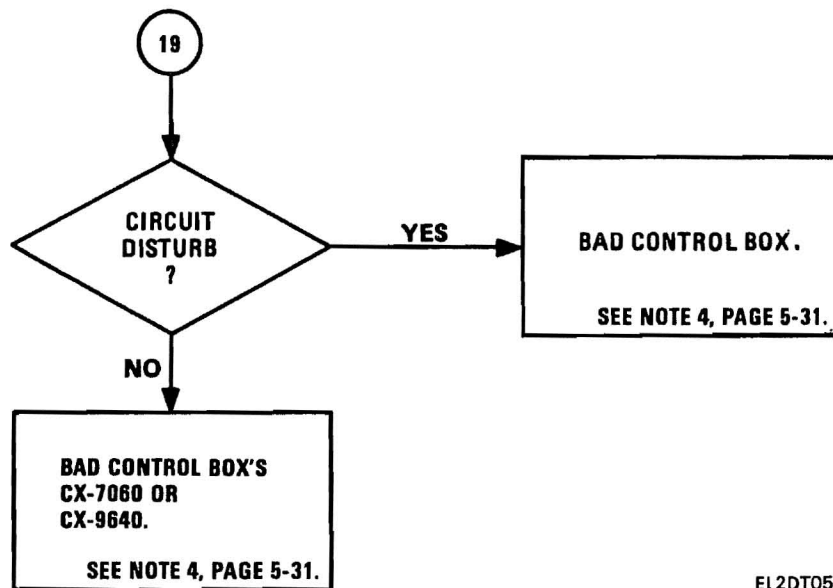 19
CIRCUIT
DISTURB
?
YES
BAD CONTROL BOX.
SEE NOTE 4, PAGE 5-31.
NO
BAD CONTROL BOX'S
CX-7060 OR
CX-9640.
SEE NOTE 4, PAGE 5-31.
EL2DT054